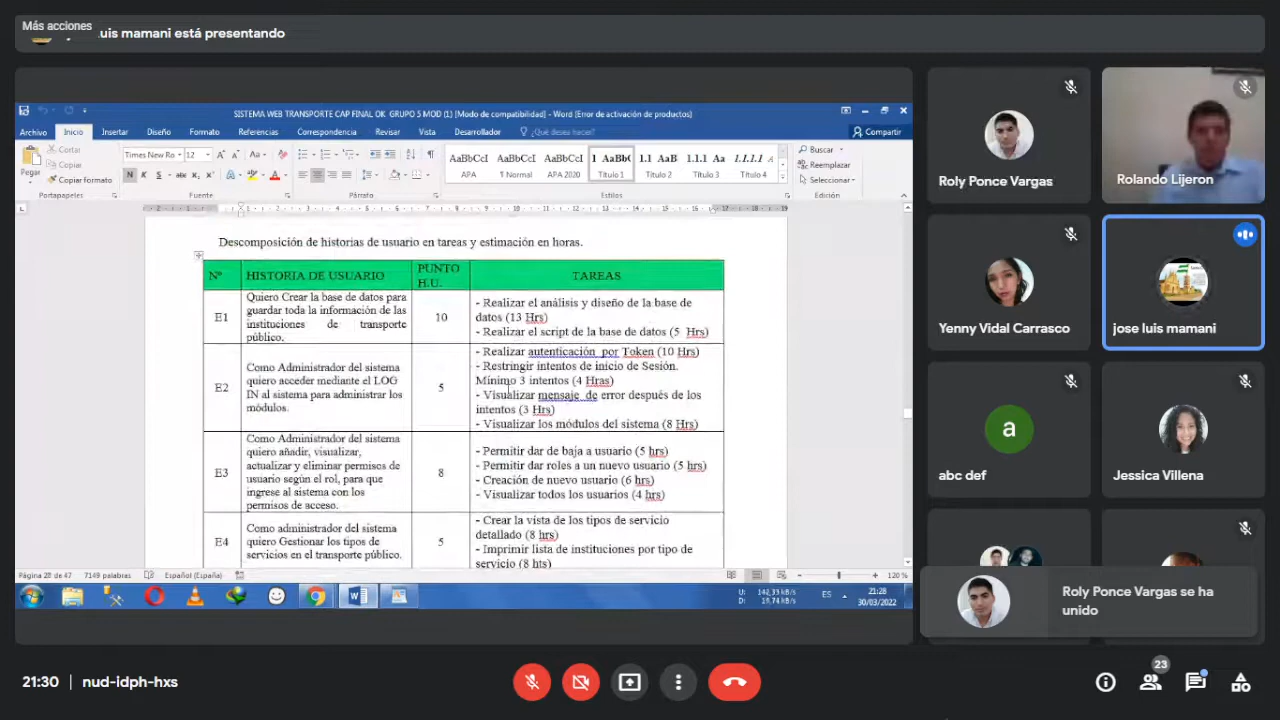 Más acciones
luis mamani está presentando
SISTEMA WEB TRANSPORTE CAP FINAL OK GRUPO 5 MOD (1) [Modo de compatibilidad] - Word [Error de activación de productos]
Archivo Inicio Insertar Diseño Formato Referencias Correspondencia Revisar Vista Desarrollador ¿Qué desea hacer? Compartir
Pegar
Cortar
Copiar
Copiar formato
Portapapeles
Times New Ro 12
Fuente
Párrafo
AaBbCcI AaBbCcI AaBbCcI 1 AaBbC 1.1 AaB 1.1.1 Aa 1.1.1.1 A
APA ¶ Normal APA 2020 Título 1 Título 2 Título 3 Título 4
Estilos
Buscar
Reemplazar
Seleccionar
Edición
Descomposición de historias de usuario en tareas y estimación en horas.
Nº HISTORIA DE USUARIO PUNTO H.U. TAREAS
E1
Quiero Crear la base de datos para
guardar toda la información de las
instituciones de transporte
público.
10
- Realizar el análisis y diseño de la base de
datos (13 Hrs)
- Realizar el script de la base de datos (5 Hrs)
E2
Como Administrador del sistema
quiero acceder mediante el LOG
IN al sistema para administrar los
módulos.
5
- Realizar autenticación por Token (10 Hrs)
- Restringir intentos de inicio de Sesión.
Mínimo 3 intentos (4 Hras)
- Visualizar mensaje de error después de los
intentos (3 Hrs)
- Visualizar los módulos del sistema (8 Hrs)
E3
Como Administrador del sistema
quiero añadir, visualizar,
actualizar y eliminar permisos de
usuario según el rol, para que
ingrese al sistema con los
permisos de acceso.
8
- Permitir dar de baja a usuario (5 hrs)
- Permitir dar roles a un nuevo usuario (5 hrs)
- Creación de nuevo usuario (6 hrs)
- Visualizar todos los usuarios (4 hrs)
E4
Como administrador del sistema
quiero Gestionar los tipos de
servicios en el transporte público.
5
- Crear la vista de los tipos de servicio
detallado (8 hrs)
- Imprimir lista de instituciones por tipo de
servicio (8 hts)
Página 28 de 47 7149 palabras Español (España) 120 %
U: 142,33 kB/s
D: 19,74 kB/s
ES
21:28
30/03/2022
Roly Ponce Vargas
Rolando Lijeron
Yenny Vidal Carrasco
jose luis mamani
a
abc def
Jessica Villena
Roly Ponce Vargas se ha
unido
21:30 | nud-idph-hxs
23